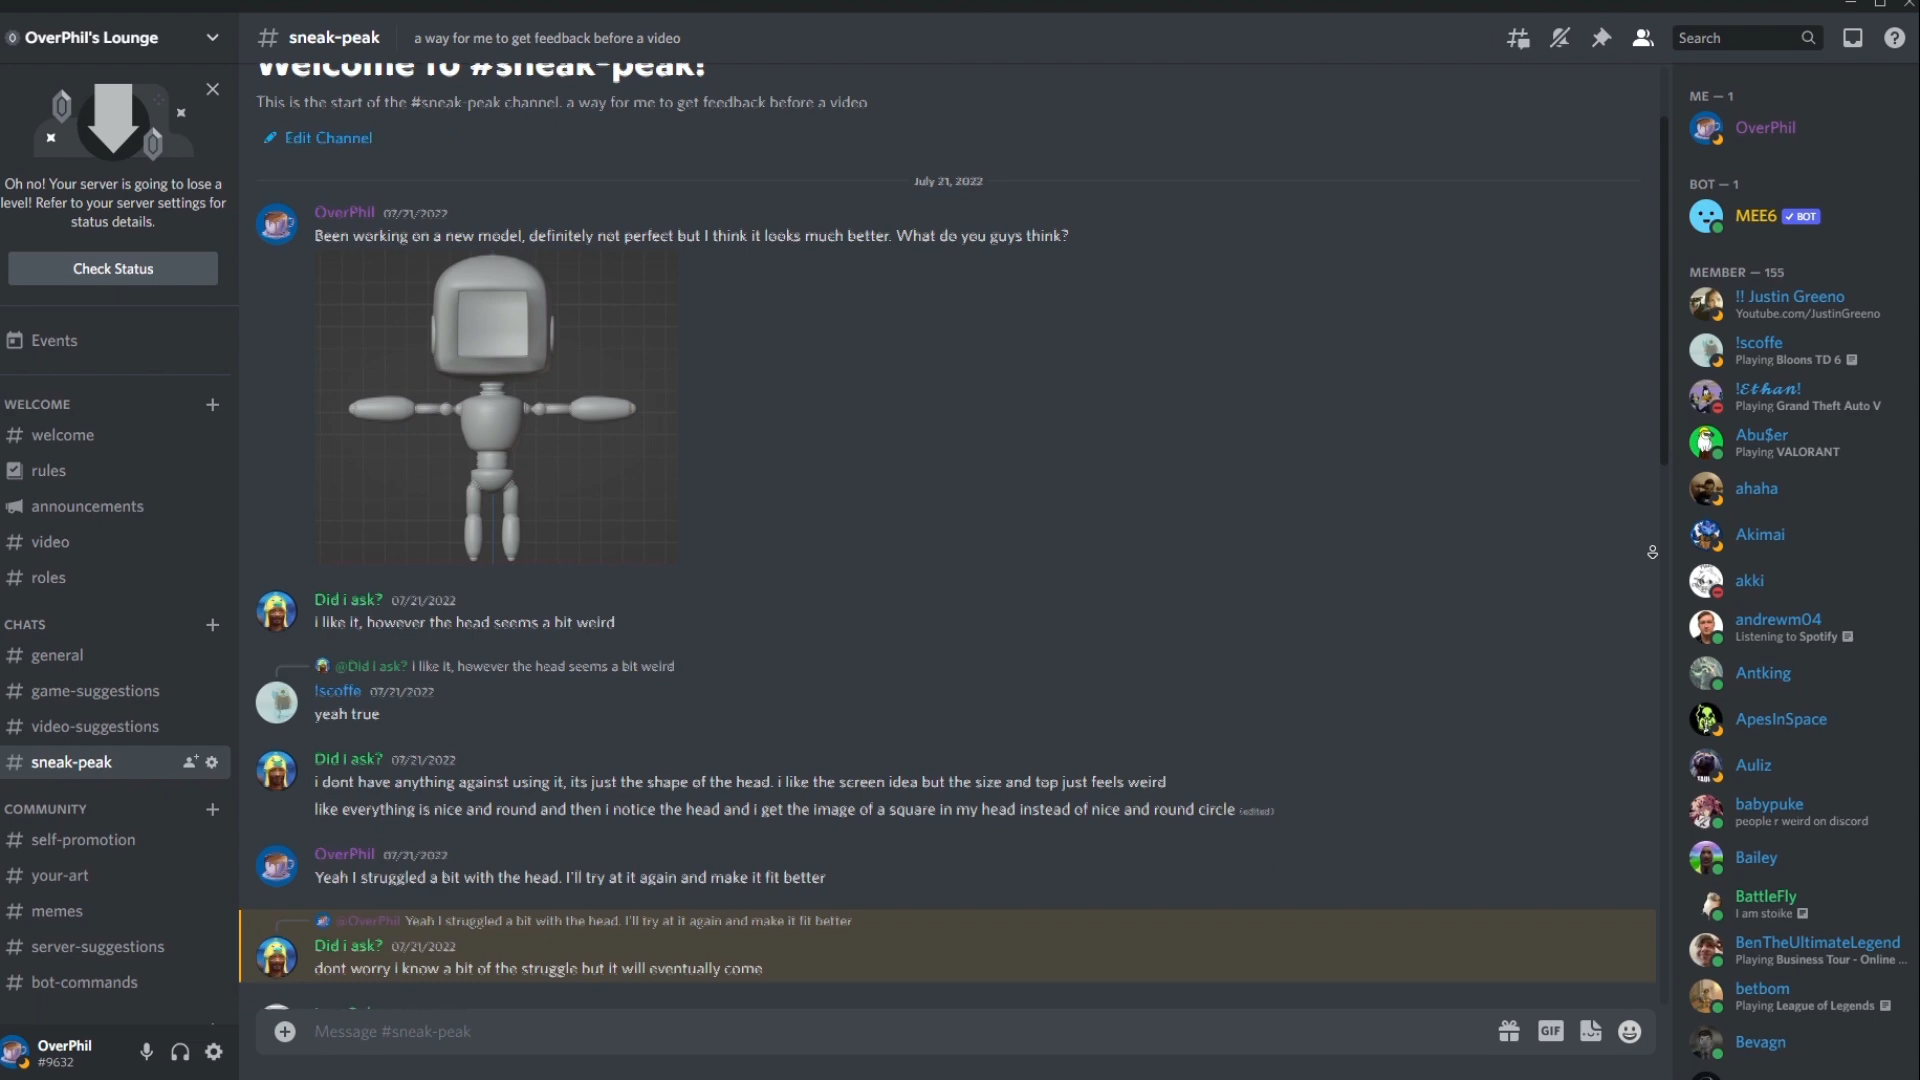 OverPhil's Lounge
# sneak-peak
a way for me to get feedback before a video
Search
Oh no! Your server is going to lose a
level! Refer to your server settings for
status details.
Check Status
Events
WELCOME
welcome
rules
announcements
video
roles
CHATS
general
game-suggestions
video-suggestions
sneak-peak
COMMUNITY
self-promotion
your-art
memes
server-suggestions
bot-commands
OverPhil
#9632
Welcome to #sneak-peak!
This is the start of the #sneak-peak channel. a way for me to get feedback before a video
Edit Channel
July 21, 2022
OverPhil 07/21/2022
Been working on a new model, definitely not perfect but I think it looks much better. What do you guys think?
Did i ask? 07/21/2022
i like it, however the head seems a bit weird
@Did i ask? i like it, however the head seems a bit weird
!scoffe 07/21/2022
yeah true
Did i ask? 07/21/2022
i dont have anything against using it, its just the shape of the head. i like the screen idea but the size and top just feels weird
like everything is nice and round and then i notice the head and i get the image of a square in my head instead of nice and round circle (edited)
OverPhil 07/21/2022
Yeah I struggled a bit with the head. I'll try at it again and make it fit better
@OverPhil Yeah I struggled a bit with the head. I'll try at it again and make it fit better
Did i ask? 07/21/2022
dont worry i know a bit of the struggle but it will eventually come
Message #sneak-peak
GIF
ME — 1
OverPhil
BOT — 1
MEE6 ✓ BOT
MEMBER — 155
!! Justin Greeno
Youtube.com/JustinGreeno
!scoffe
Playing Bloons TD 6
!𝓔𝓽𝓱𝓪𝓷!
Playing Grand Theft Auto V
Abu$er
Playing VALORANT
ahaha
Akimai
akki
andrewm04
Listening to Spotify
Antking
ApesInSpace
Auliz
babypuke
people r weird on discord
Bailey
BattleFly
I am stoike
BenTheUltimateLegend
Playing Business Tour - Online ...
betbom
Playing League of Legends
Bevagn